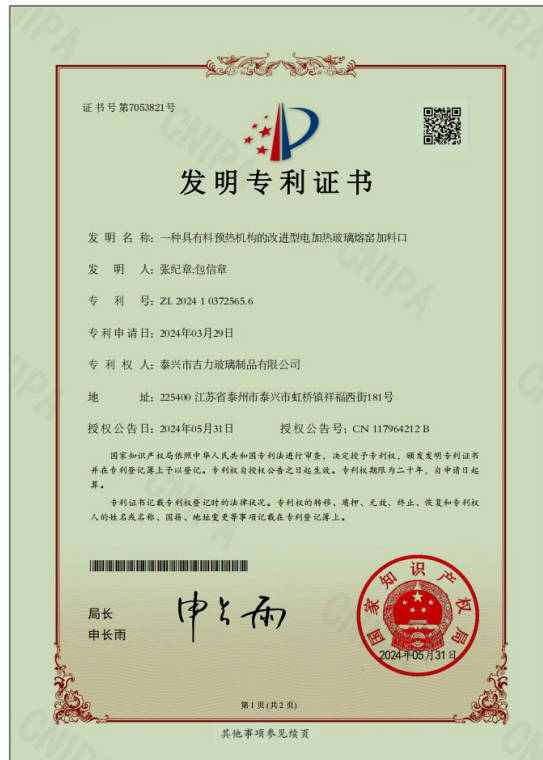 证书号第7053821号
发明专利证书
发明名称：一种具有料预热机构的改进型电加热玻璃熔窑加料口
发明人：张纪章;包信章
专利号：ZL 2024 1 0372565.6
专利申请日：2024年03月29日
专利权人：泰兴市吉力玻璃制品有限公司
地址：225400 江苏省泰州市泰兴市虹桥镇祥福西街181号
授权公告日：2024年05月31日 授权公告号：CN 117964212 B
国家知识产权局依照中华人民共和国专利法进行审查，决定授予专利权，颁发发明专利证书
并在专利登记簿上予以登记。专利权自授权公告之日起生效。专利权期限为二十年，自申请日起
算。
专利证书记载专利权登记时的法律状况。专利权的转移、质押、无效、终止、恢复和专利权
人的姓名或名称、国籍、地址变更等事项记载在专利登记簿上。
局长
申长雨
申长雨
国家知识产权局
2024年05月31日
第1页(共2页)
其他事项参见续页
CNIPA
CNIPA
CNIPA
CNIPA
CNIPA
CNIPA